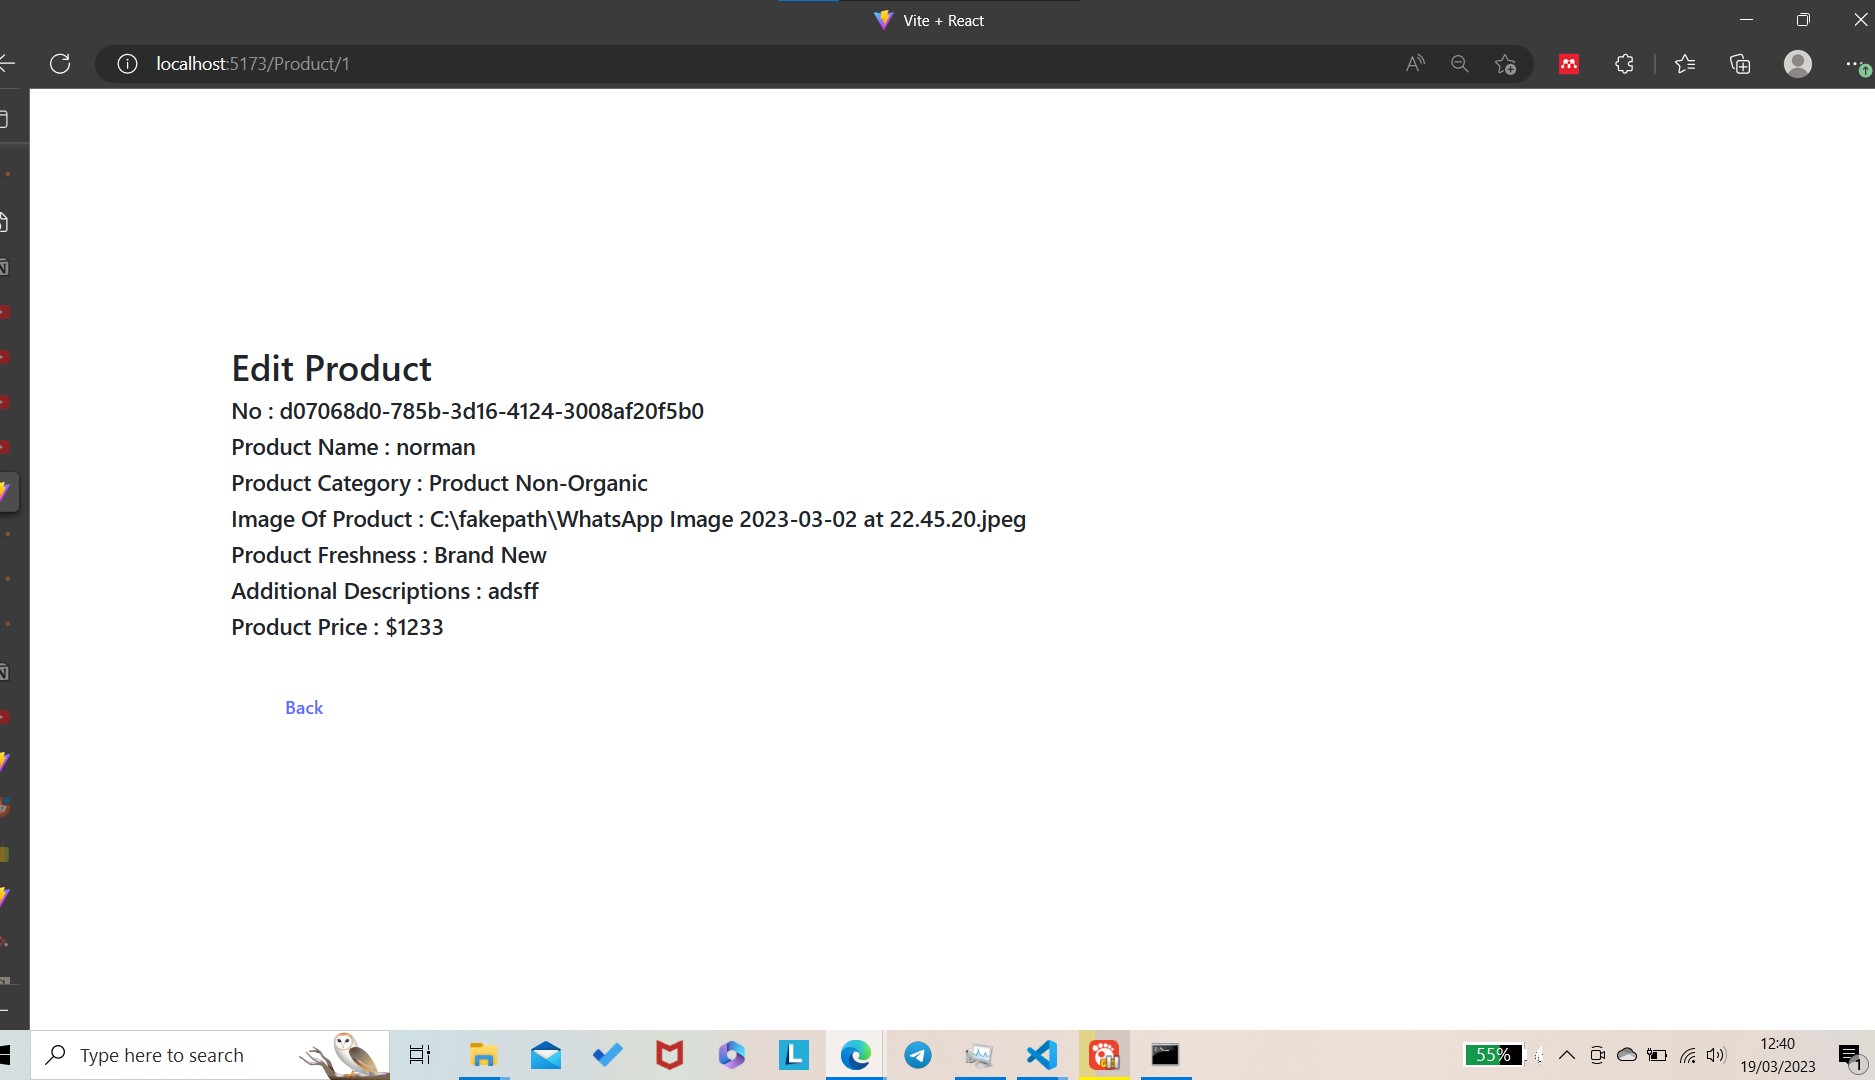 Vite + React
localhost:5173/Product/1
Edit Product
No : d07068d0-785b-3d16-4124-3008af20f5b0
Product Name : norman
Product Category : Product Non-Organic
Image Of Product : C:\fakepath\WhatsApp Image 2023-03-02 at 22.45.20.jpeg
Product Freshness : Brand New
Additional Descriptions : adsff
Product Price : $1233
Back
Type here to search
L
55%
12:40
19/03/2023
1